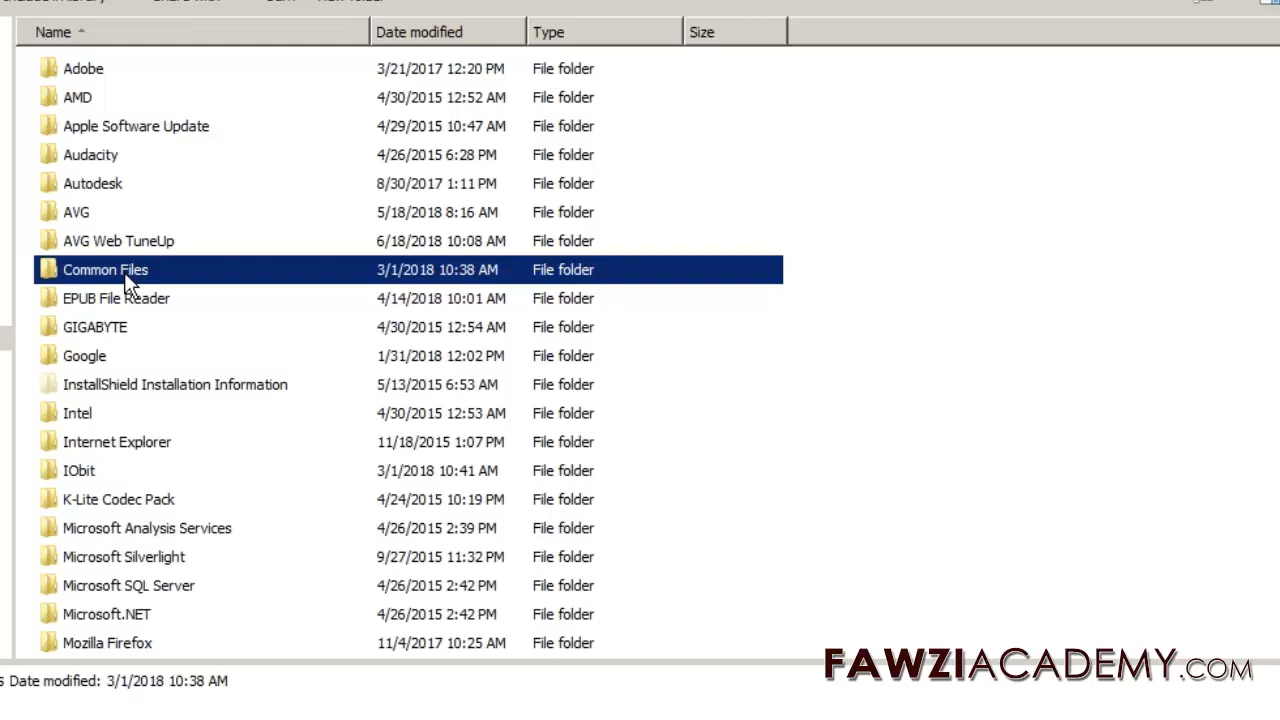 Name Date modified Type Size
Adobe 3/21/2017 12:20 PM File folder
AMD 4/30/2015 12:52 AM File folder
Apple Software Update 4/29/2015 10:47 AM File folder
Audacity 4/26/2015 6:28 PM File folder
Autodesk 8/30/2017 1:11 PM File folder
AVG 5/18/2018 8:16 AM File folder
AVG Web TuneUp 6/18/2018 10:08 AM File folder
Common Files 3/1/2018 10:38 AM File folder
EPUB File Reader 4/14/2018 10:01 AM File folder
GIGABYTE 4/30/2015 12:54 AM File folder
Google 1/31/2018 12:02 PM File folder
InstallShield Installation Information 5/13/2015 6:53 AM File folder
Intel 4/30/2015 12:53 AM File folder
Internet Explorer 11/18/2015 1:07 PM File folder
IObit 3/1/2018 10:41 AM File folder
K-Lite Codec Pack 4/24/2015 10:19 PM File folder
Microsoft Analysis Services 4/26/2015 2:39 PM File folder
Microsoft Silverlight 9/27/2015 11:32 PM File folder
Microsoft SQL Server 4/26/2015 2:42 PM File folder
Microsoft.NET 4/26/2015 2:42 PM File folder
Mozilla Firefox 11/4/2017 10:25 AM File folder
FAWZIACADEMY.COM
Date modified: 3/1/2018 10:38 AM